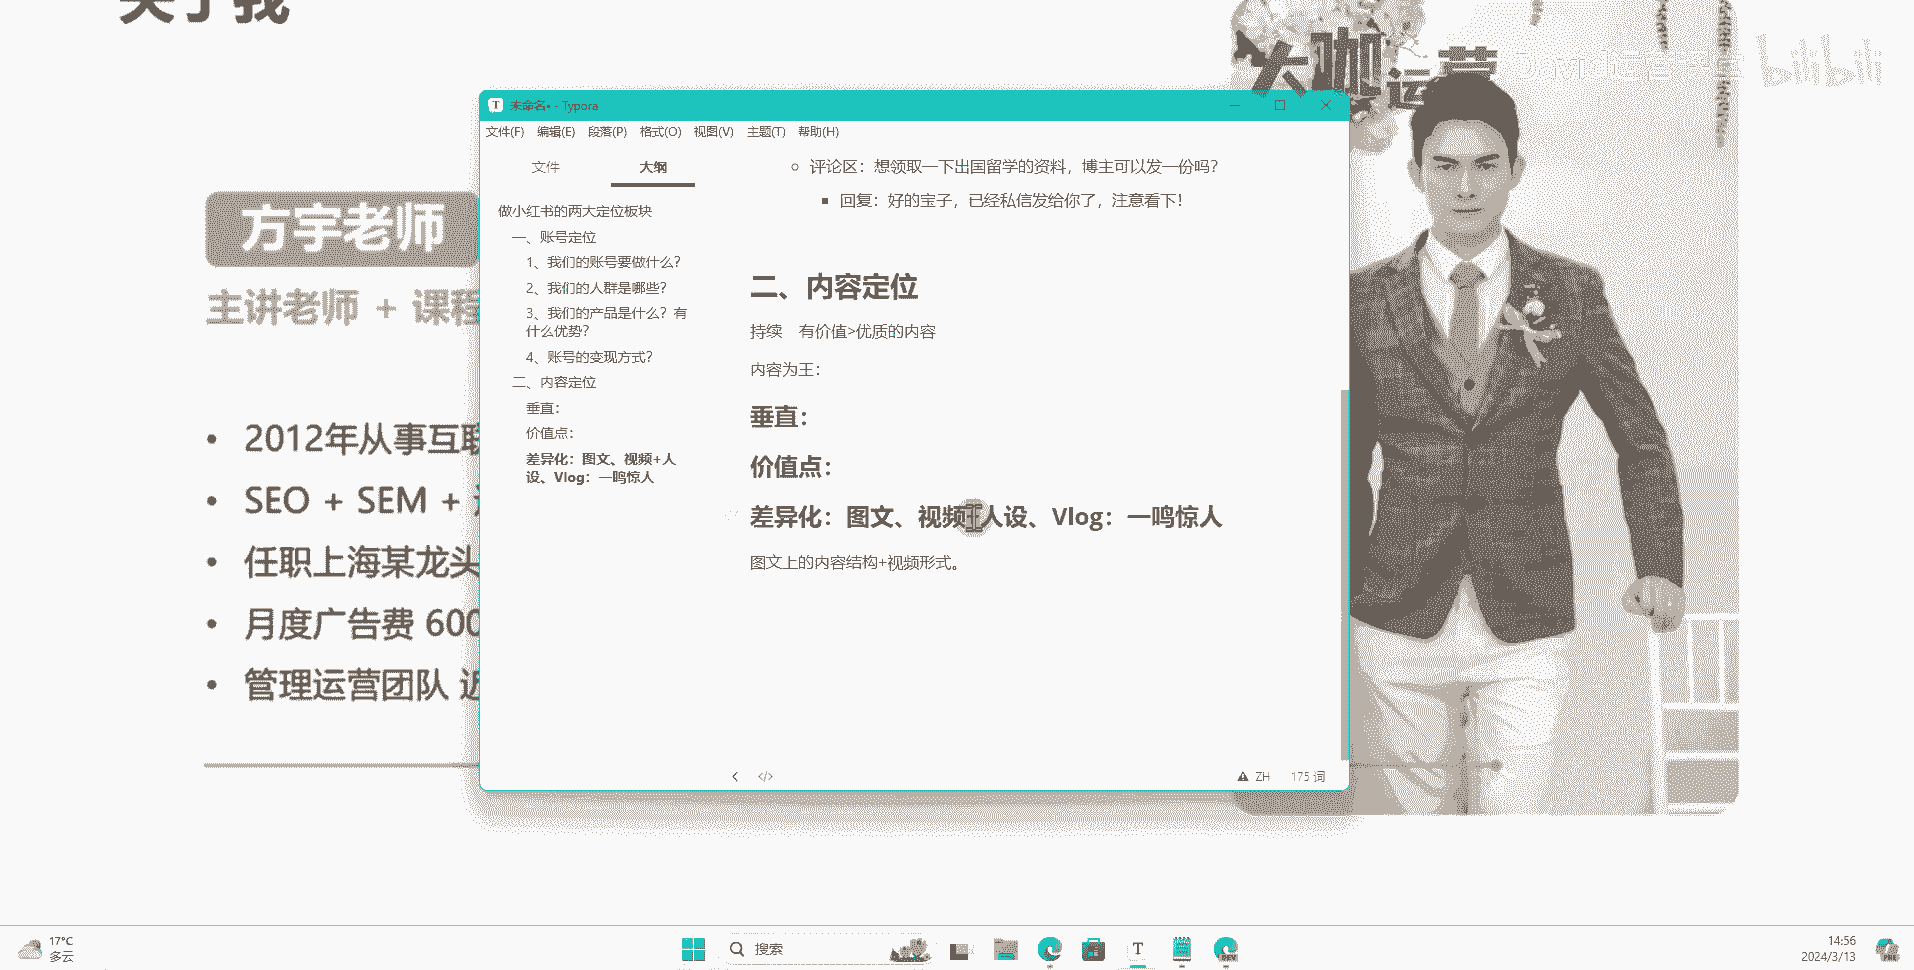 关于我
大咖运营
bilibili
方宇老师
主讲老师 + 课程
2012年从事互联
SEO + SEM +
任职上海某龙头
月度广告费 600
管理运营团队 近
未命名• - Typora
文件(F) 编辑(E) 段落(P) 格式(O) 视图(V) 主题(T) 帮助(H)
文件 大纲
做小红书的两大定位板块
一、账号定位
1、我们的账号要做什么？
2、我们的人群是哪些？
3、我们的产品是什么？有
什么优势？
4、账号的变现方式？
二、内容定位
垂直：
价值点：
差异化：图文、视频+人
设、Vlog：一鸣惊人
评论区：想领取一下出国留学的资料，博主可以发一份吗？
回复：好的宝子，已经私信发给你了，注意看下！
二、内容定位
持续 有价值>优质的内容
内容为王：
垂直：
价值点：
差异化：图文、视频+人设、Vlog：一鸣惊人
图文上的内容结构+视频形式。
ZH 175 词
17°C
多云
搜索
14:56
2024/3/13